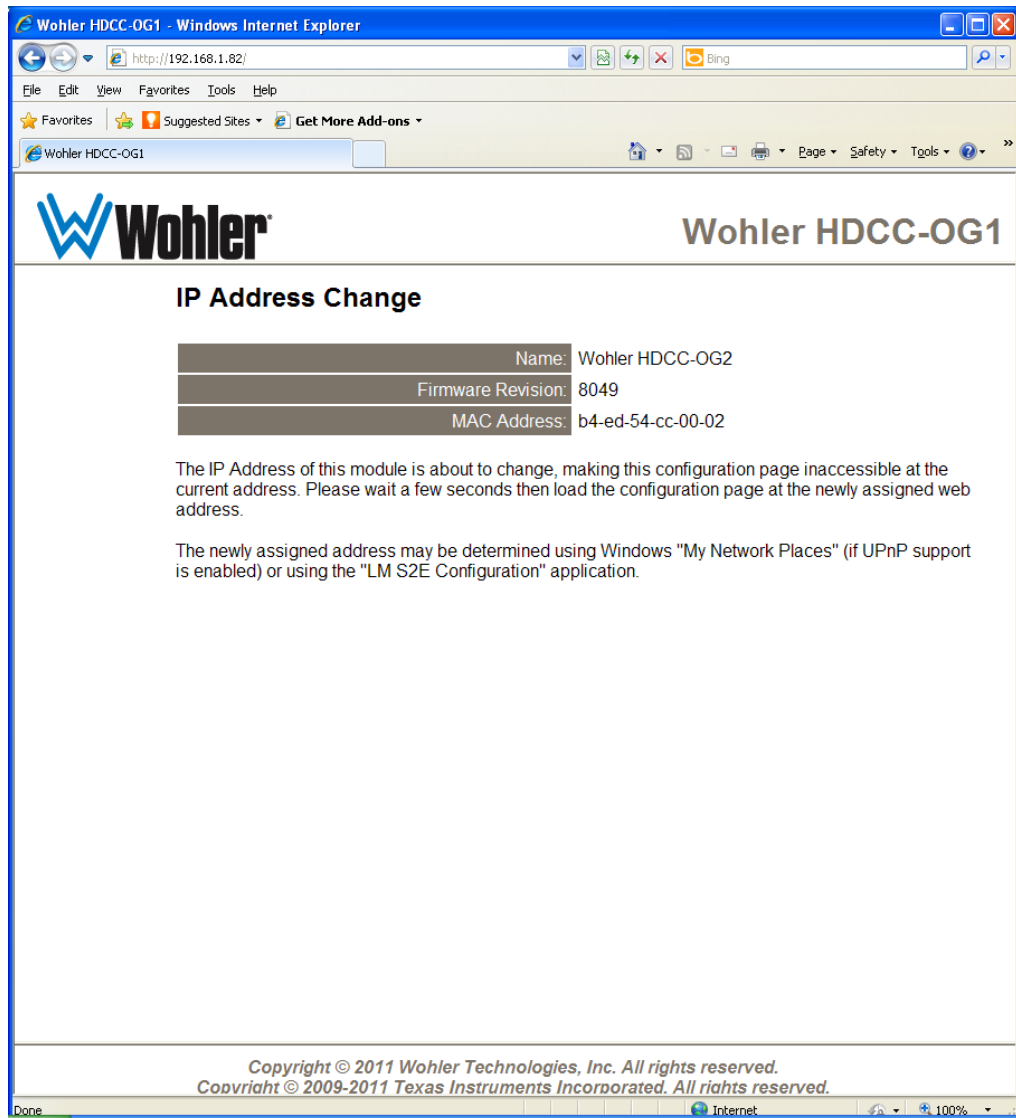 Wohler HDCC-OG1 - Windows Internet Explorer
http://192.168.1.82/
Bing
File Edit View Favorites Tools Help
Favorites Suggested Sites Get More Add-ons
Wohler HDCC-OG1
Page Safety Tools »
Wohler
Wohler HDCC-OG1
IP Address Change
Name: Wohler HDCC-OG2
Firmware Revision: 8049
MAC Address: b4-ed-54-cc-00-02
The IP Address of this module is about to change, making this configuration page inaccessible at the
current address. Please wait a few seconds then load the configuration page at the newly assigned web
address.
The newly assigned address may be determined using Windows "My Network Places" (if UPnP support
is enabled) or using the "LM S2E Configuration" application.
Copyright © 2011 Wohler Technologies, Inc. All rights reserved.
Copyright © 2009-2011 Texas Instruments Incorporated. All rights reserved.
Done Internet 100%